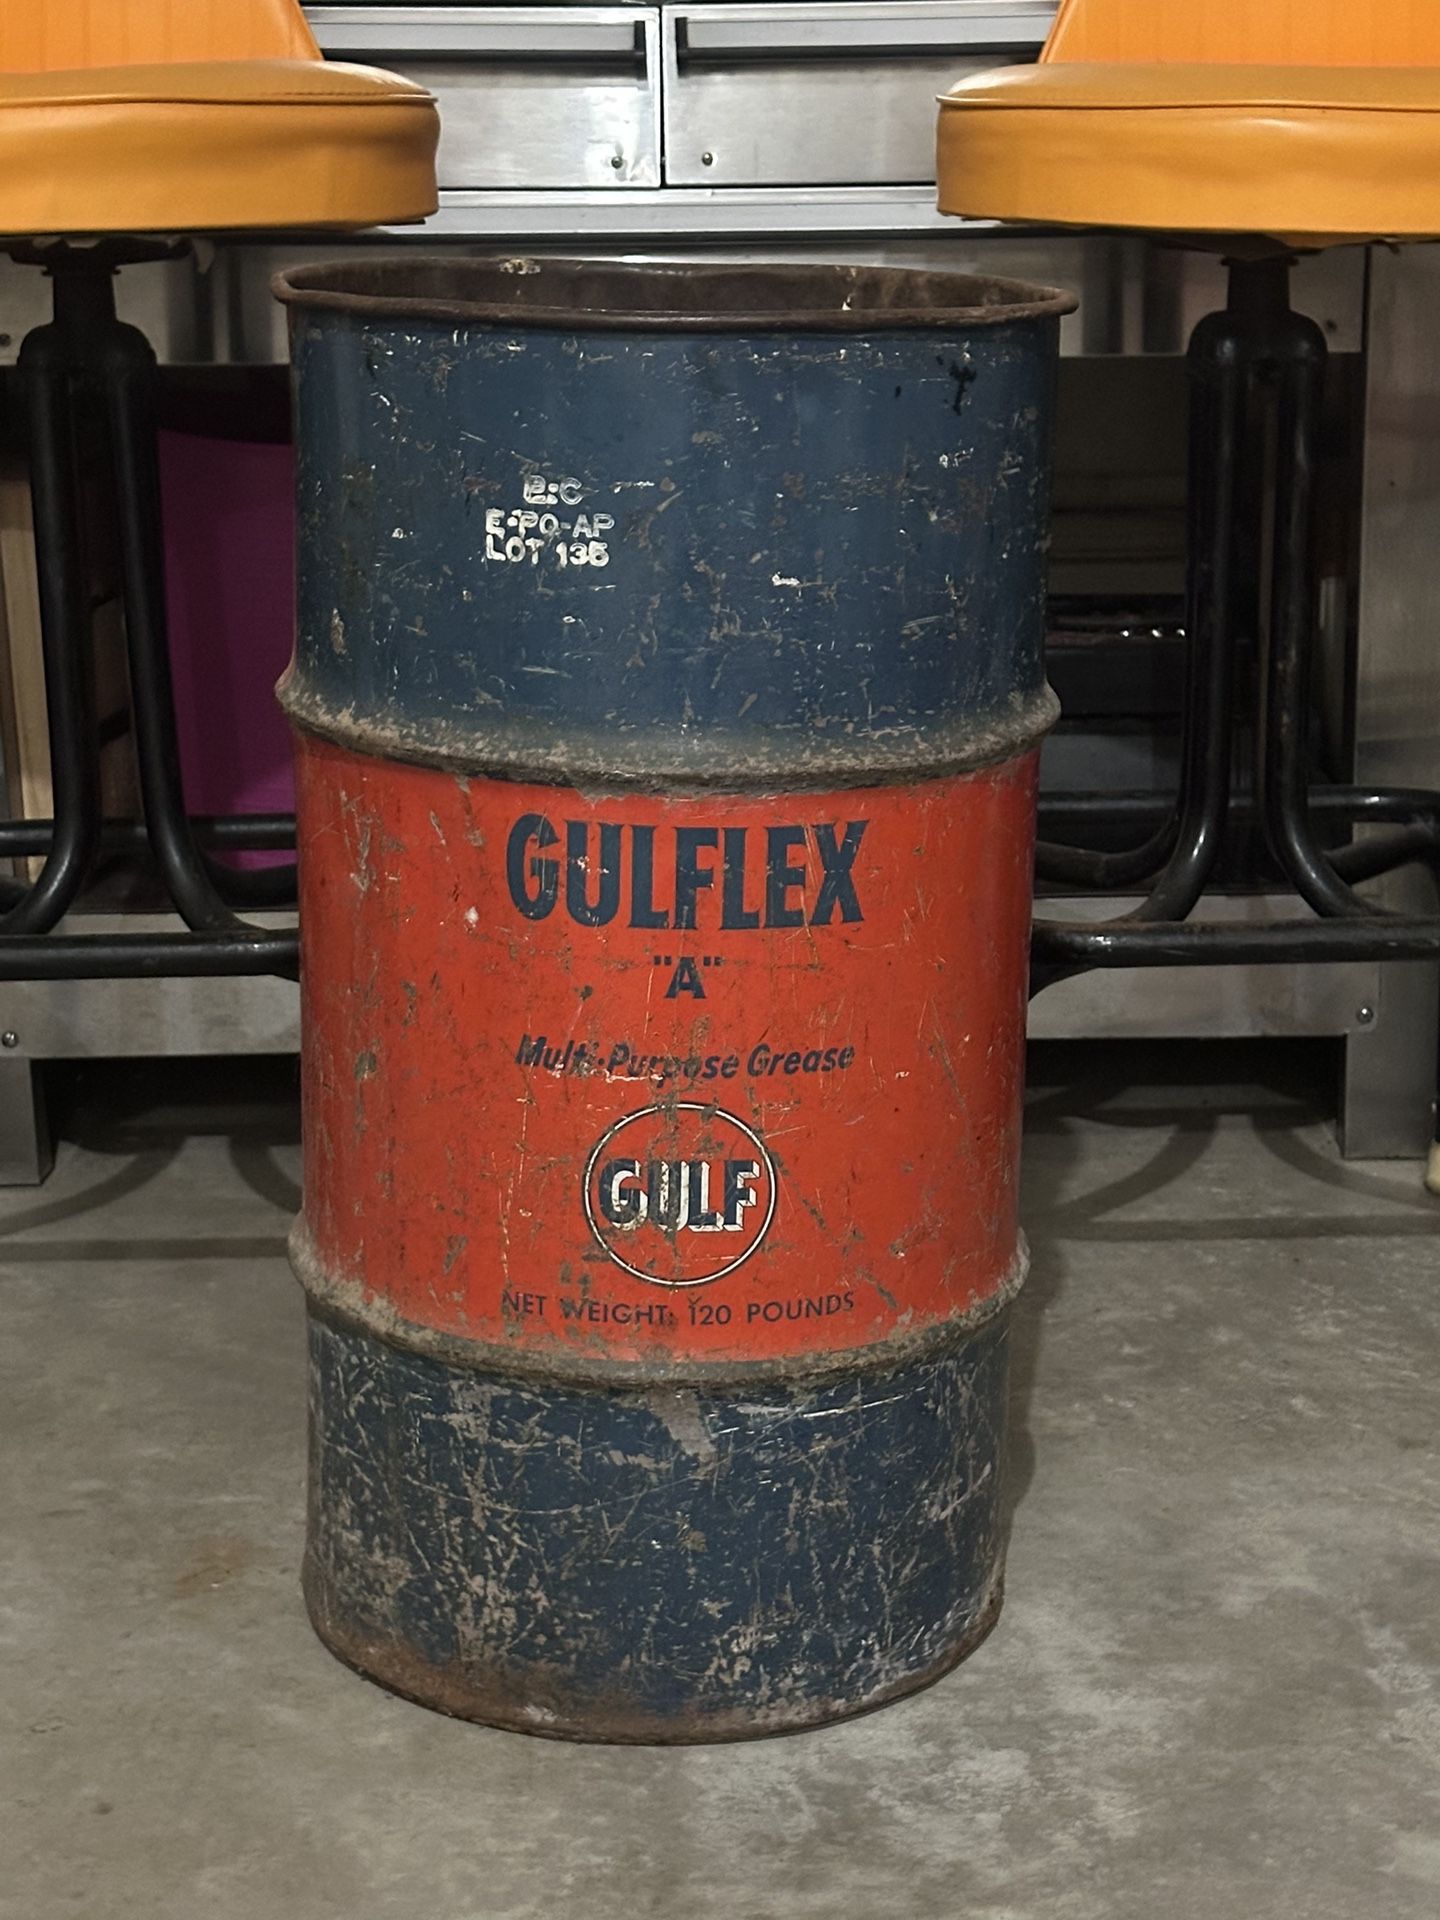 E-PO-AP
LOT 135
GULFLEX
"A"
Multi-Purpose Grease
GULF
NET WEIGHT: 120 POUNDS